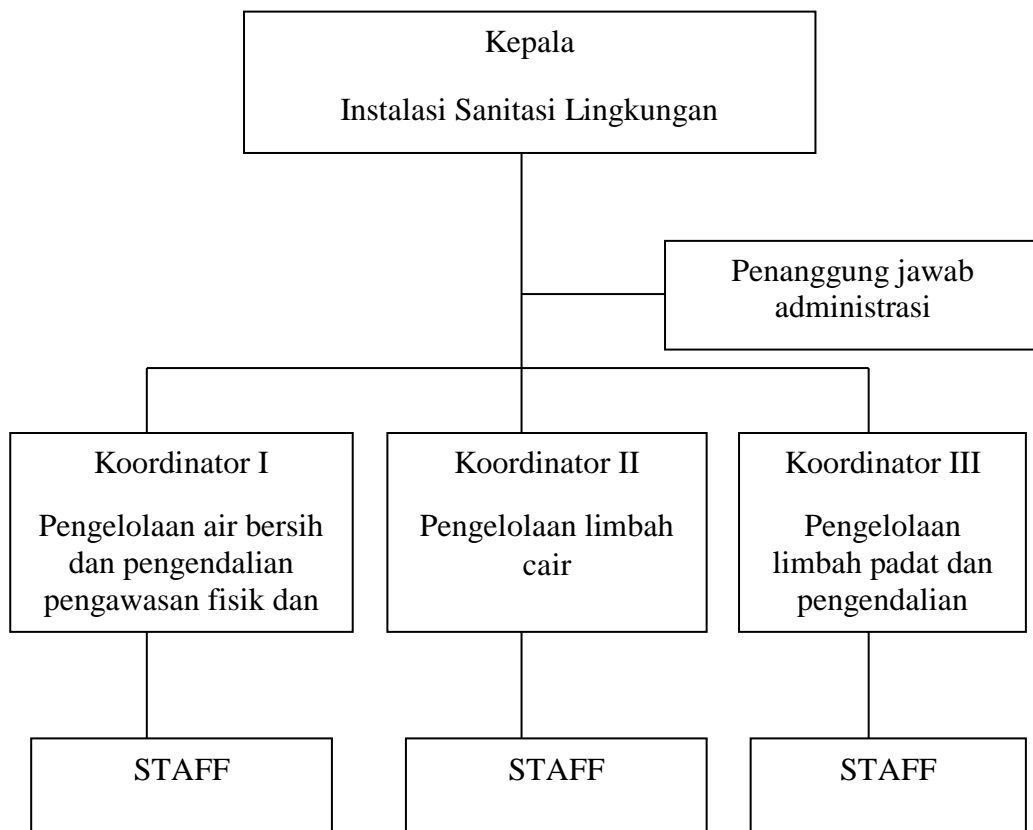 Kepala
Instalasi Sanitasi Lingkungan
Penanggung jawab
administrasi
Koordinator I
Pengelolaan air bersih
dan pengendalian
pengawasan fisik dan
Koordinator II
Pengelolaan limbah
cair
Koordinator III
Pengelolaan
limbah padat dan
pengendalian
STAFF
STAFF
STAFF